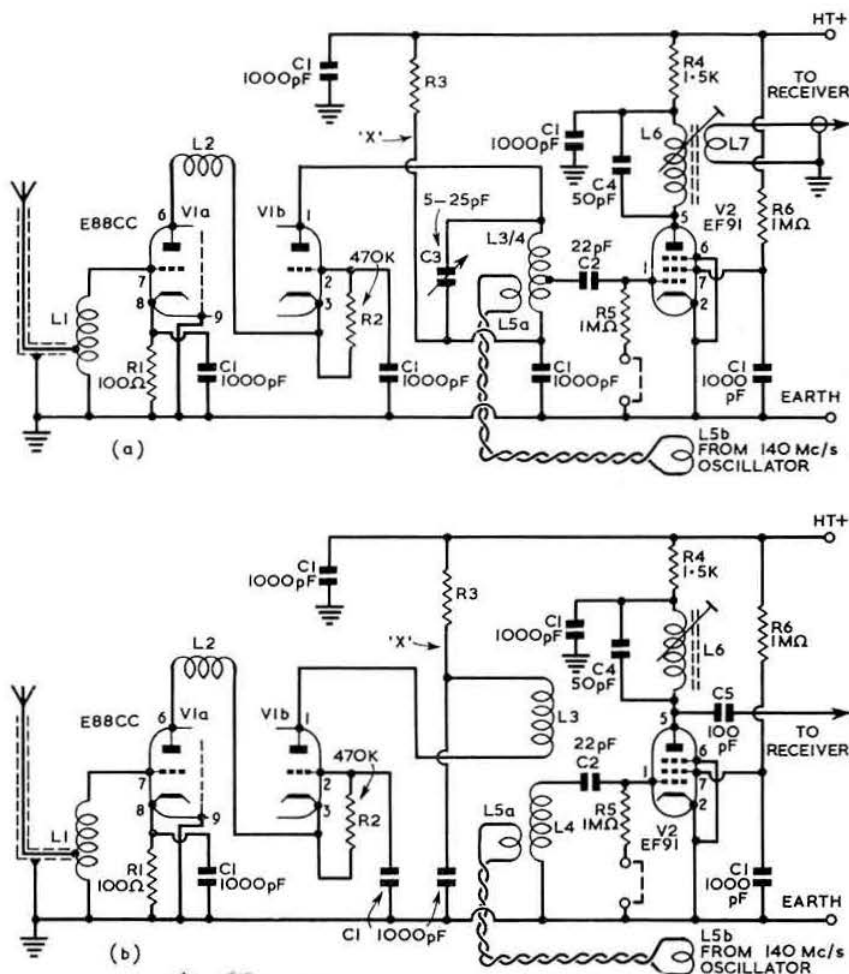 HT+
C1
1000pF
R3
R4
1·5K
TO
RECEIVER
'X'
L2
C1
1000pF
L6
L7
C4
50pF
5–25pF
V2
EF91
R6
1MΩ
6
V1a
V1b
1
E88CC
5
6
7
2
1
7
470K
C3
L3/4
22pF
C2
8
9
2
3
L1
R2
L5a
R5
1MΩ
R1
100Ω
C1
1000pF
C1
1000pF
C1
1000pF
C1
1000
pF
EARTH
(a)
L5b
FROM 140 Mc/s
OSCILLATOR
HT+
C1
1000pF
R3
R4
1·5K
'X'
L2
C1
1000pF
L6
C4
50pF
R6
1MΩ
6
V1a
V1b
1
E88CC
L3
5
C5
100
pF
TO
RECEIVER
6
7
2
1
7
470K
22pF
C2
8
9
2
3
L1
R2
L5a
L4
R5
1MΩ
V2
EF91
R1
100Ω
C1
1000pF
C1
1000
pF
C1 1000pF
EARTH
(b)
L5b
FROM 140 Mc/s
OSCILLATOR